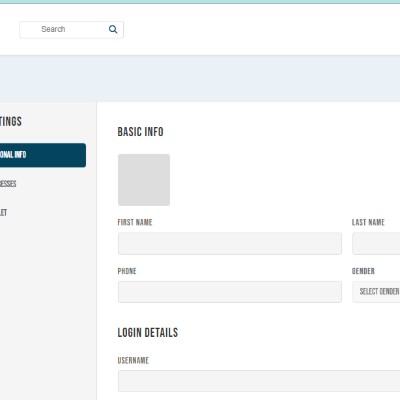 Search
TINGS
ONAL INFO
ESSES
LET
BASIC INFO
FIRST NAME
LAST NAME
PHONE
GENDER
SELECT GENDER
LOGIN DETAILS
USERNAME